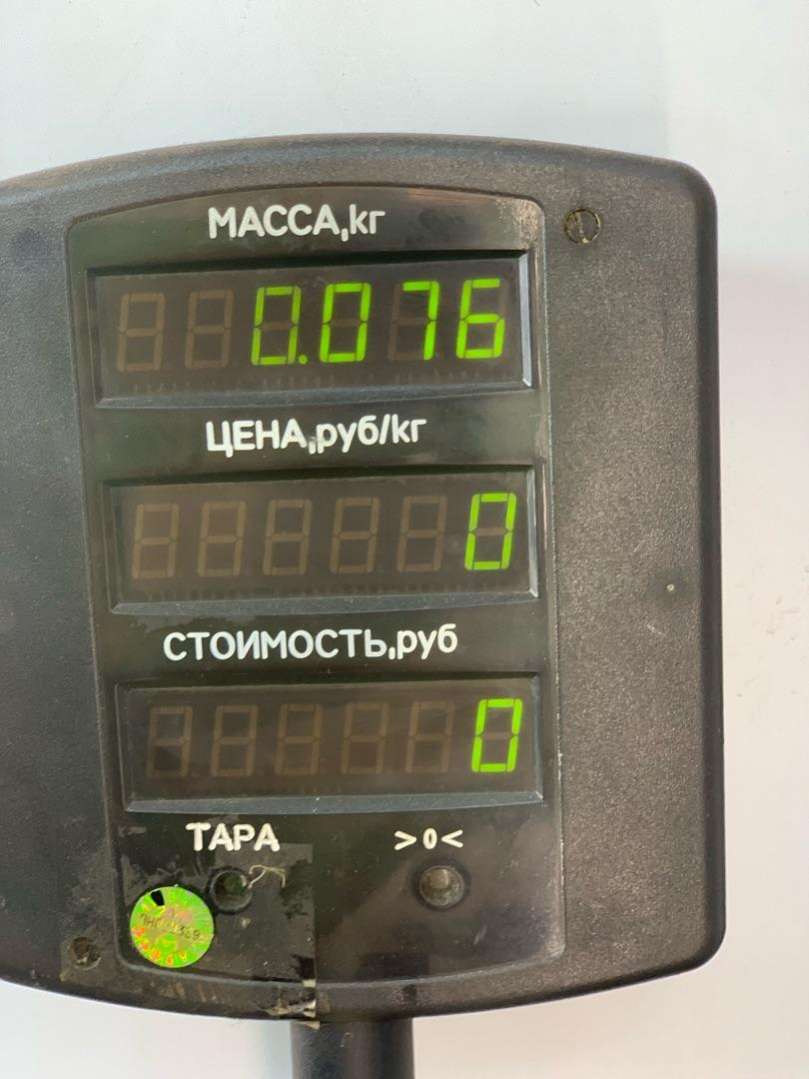 МАССА,кг
0.076
ЦЕНА,руб/кг
0
СТОИМОСТЬ,руб
0
ТАРА >0<